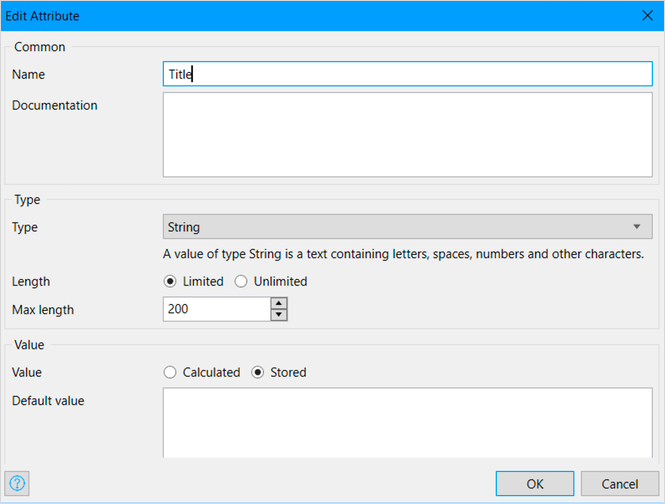 Edit Attribute
Common
Name Title
Documentation
Type
Type String
A value of type String is a text containing letters, spaces, numbers and other characters.
Length Limited Unlimited
Max length 200
Value
Value Calculated Stored
Default value
? OK Cancel